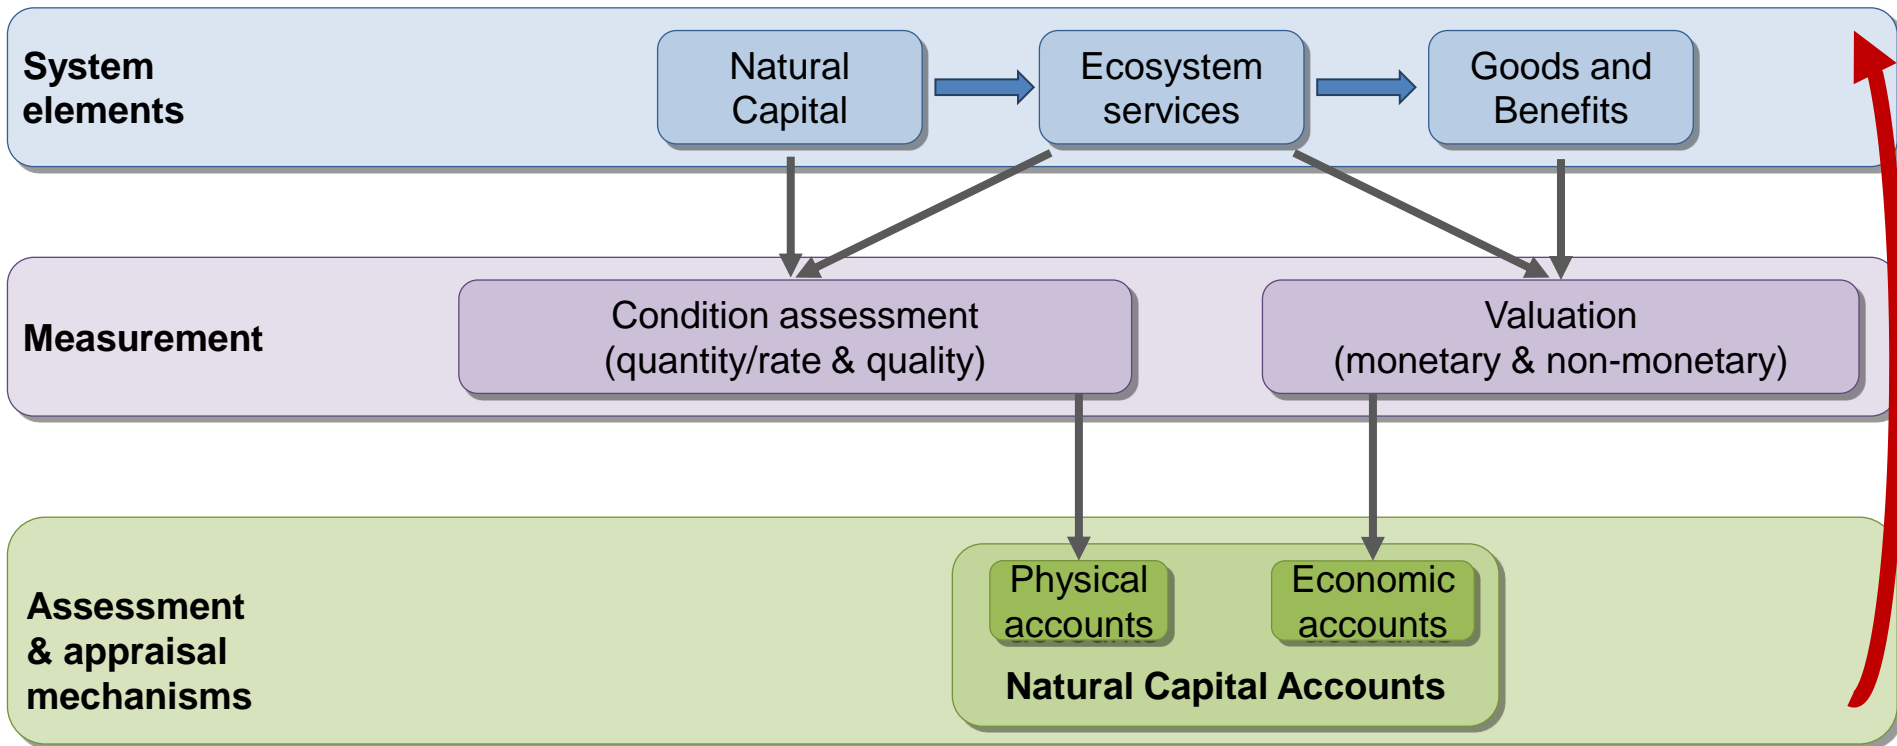 System
elements
Natural
Capital
Ecosystem
services
Goods and
Benefits
Measurement
Condition assessment
(quantity/rate & quality)
Valuation
(monetary & non-monetary)
Assessment
& appraisal
mechanisms
Physical
accounts
Economic
accounts
Natural Capital Accounts